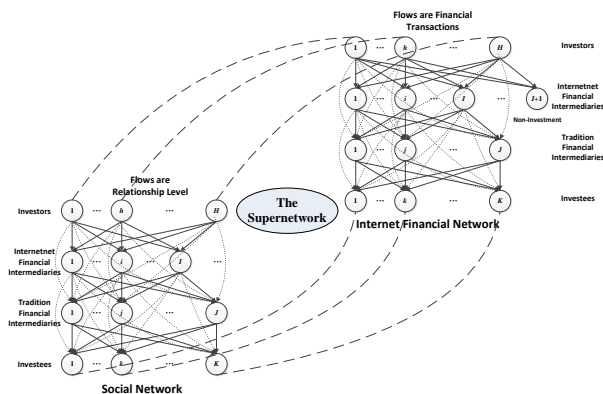 Flows are Financial
Transactions
1 ... h ... H Investors
Internetnet
Financial
Intermediaries
1 ... i ... I ... I+1
Non-Investment
Tradition
Financial
Intermediaries
1 ... j ... J
1 ... k ... K Investees
Internet Financial Network
The
Supernetwork
Flows are
Relationship Level
Investors 1 ... h ... H
Internetnet
Financial
Intermediaries
1 ... i ... I ...
Tradition
Financial
Intermediaries
1 ... j ... J
Investees 1 ... k ... K
Social Network